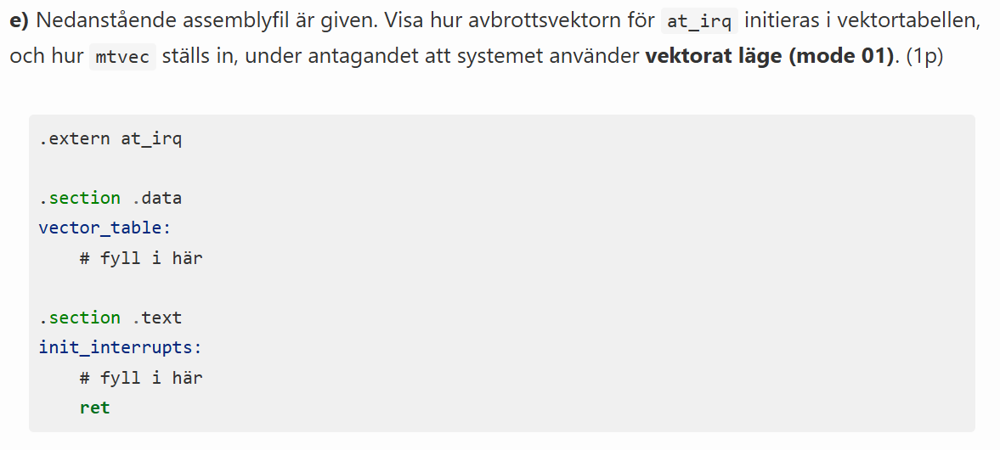 e) Nedanstående assemblyfil är given. Visa hur avbrottsvektorn för at_irq initieras i vektortabellen,
och hur mtvec ställs in, under antagandet att systemet använder vektorat läge (mode 01). (1p)
.extern at_irq
.section .data
vector_table:
# fyll i här
.section .text
init_interrupts:
# fyll i här
ret